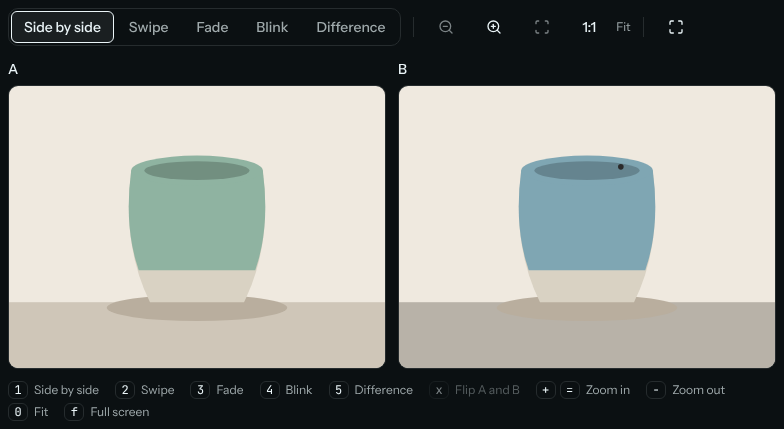 Side by side Swipe Fade Blink Difference 1:1 Fit
A B
1 Side by side 2 Swipe 3 Fade 4 Blink 5 Difference x Flip A and B + = Zoom in - Zoom out
0 Fit f Full screen